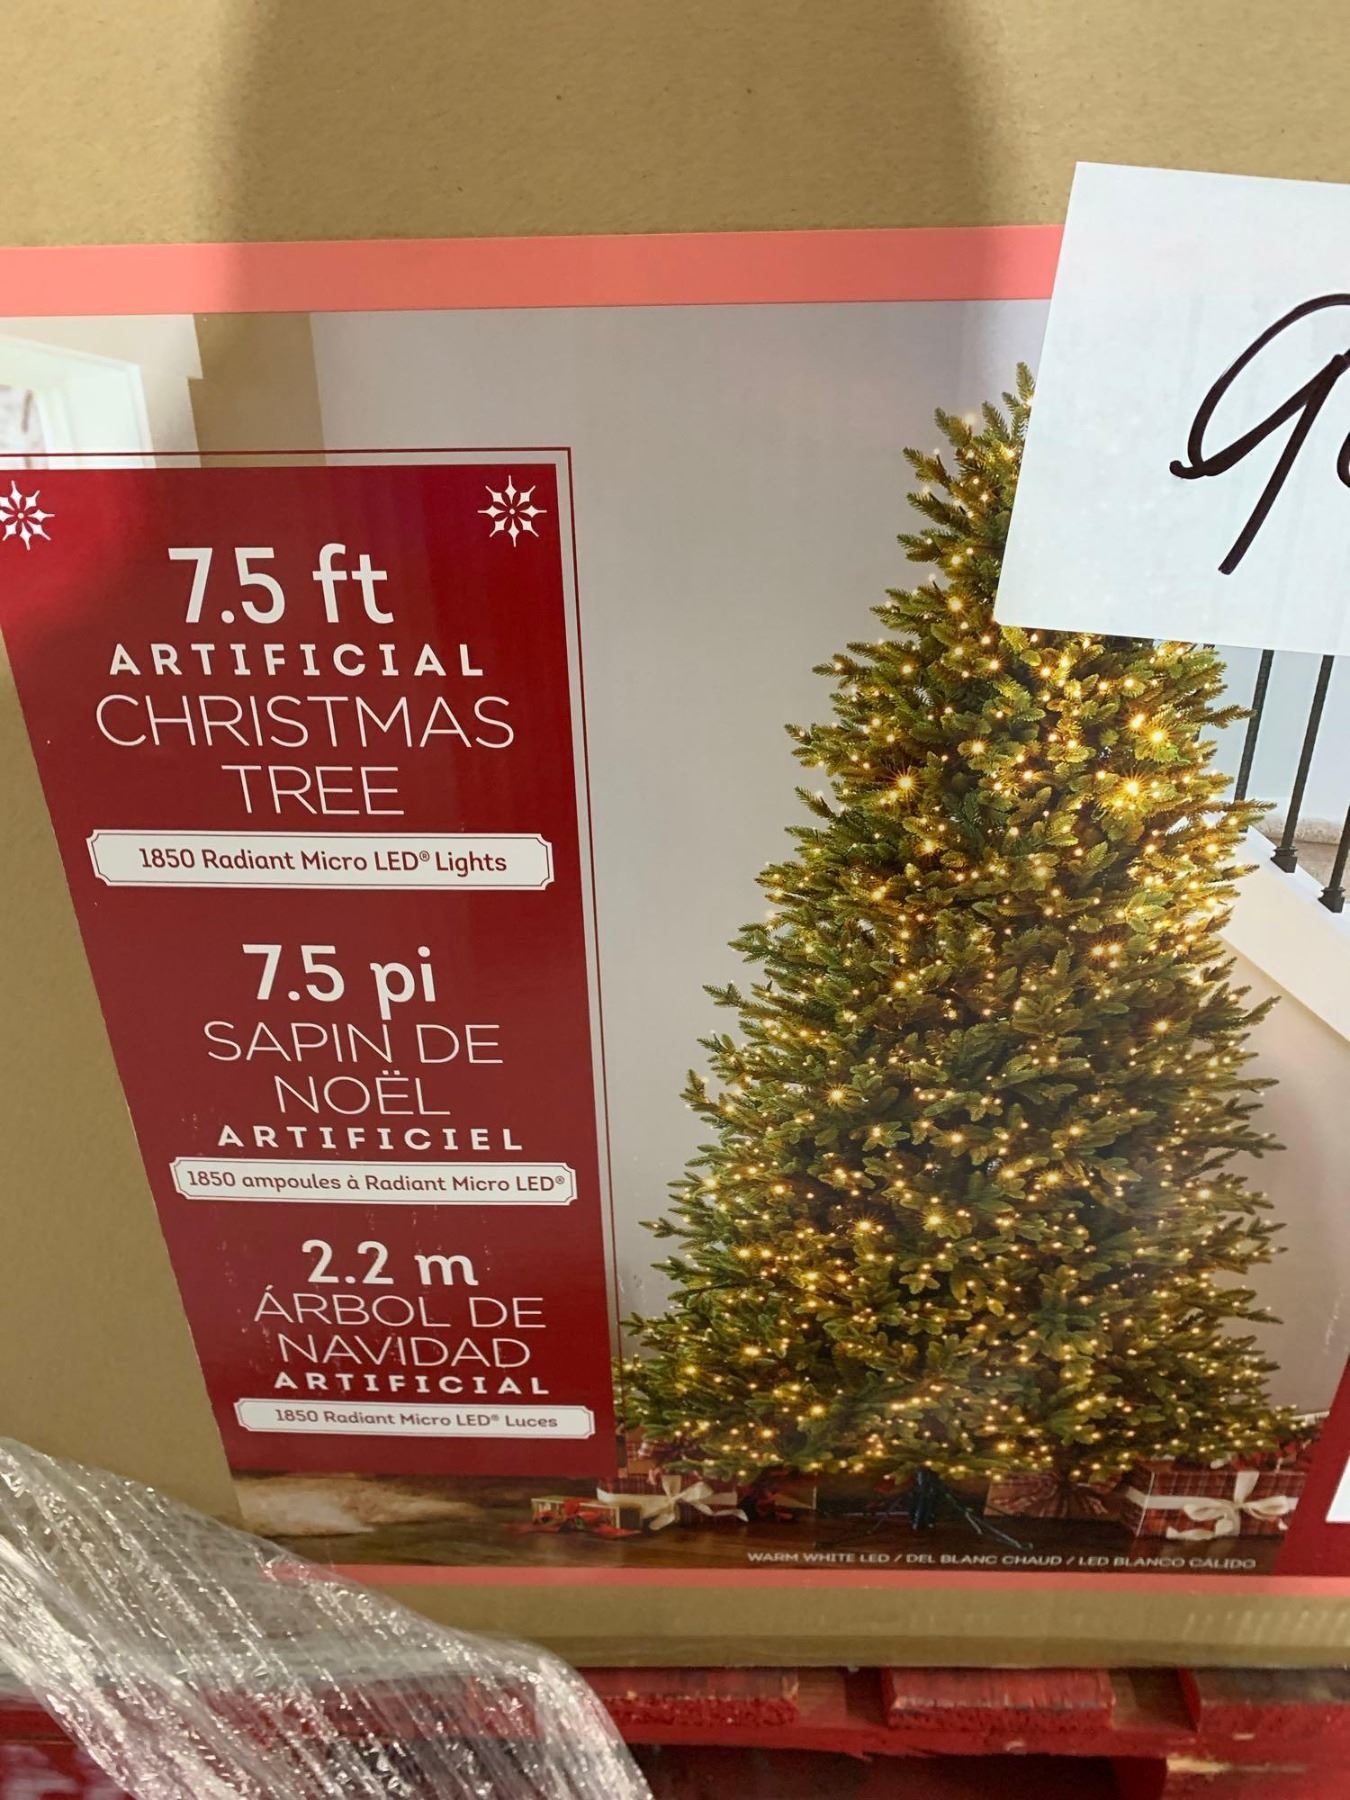 7.5 ft
ARTIFICIAL
CHRISTMAS
TREE
1850 Radiant Micro LED® Lights
7.5 pi
SAPIN DE
NOËL
ARTIFICIEL
1850 ampoules à Radiant Micro LED®
2.2 m
ÁRBOL DE
NAVIDAD
ARTIFICIAL
1850 Radiant Micro LED® Luces
WARM WHITE LED / DEL BLANC CHAUD / LED BLANCO CÁLIDO